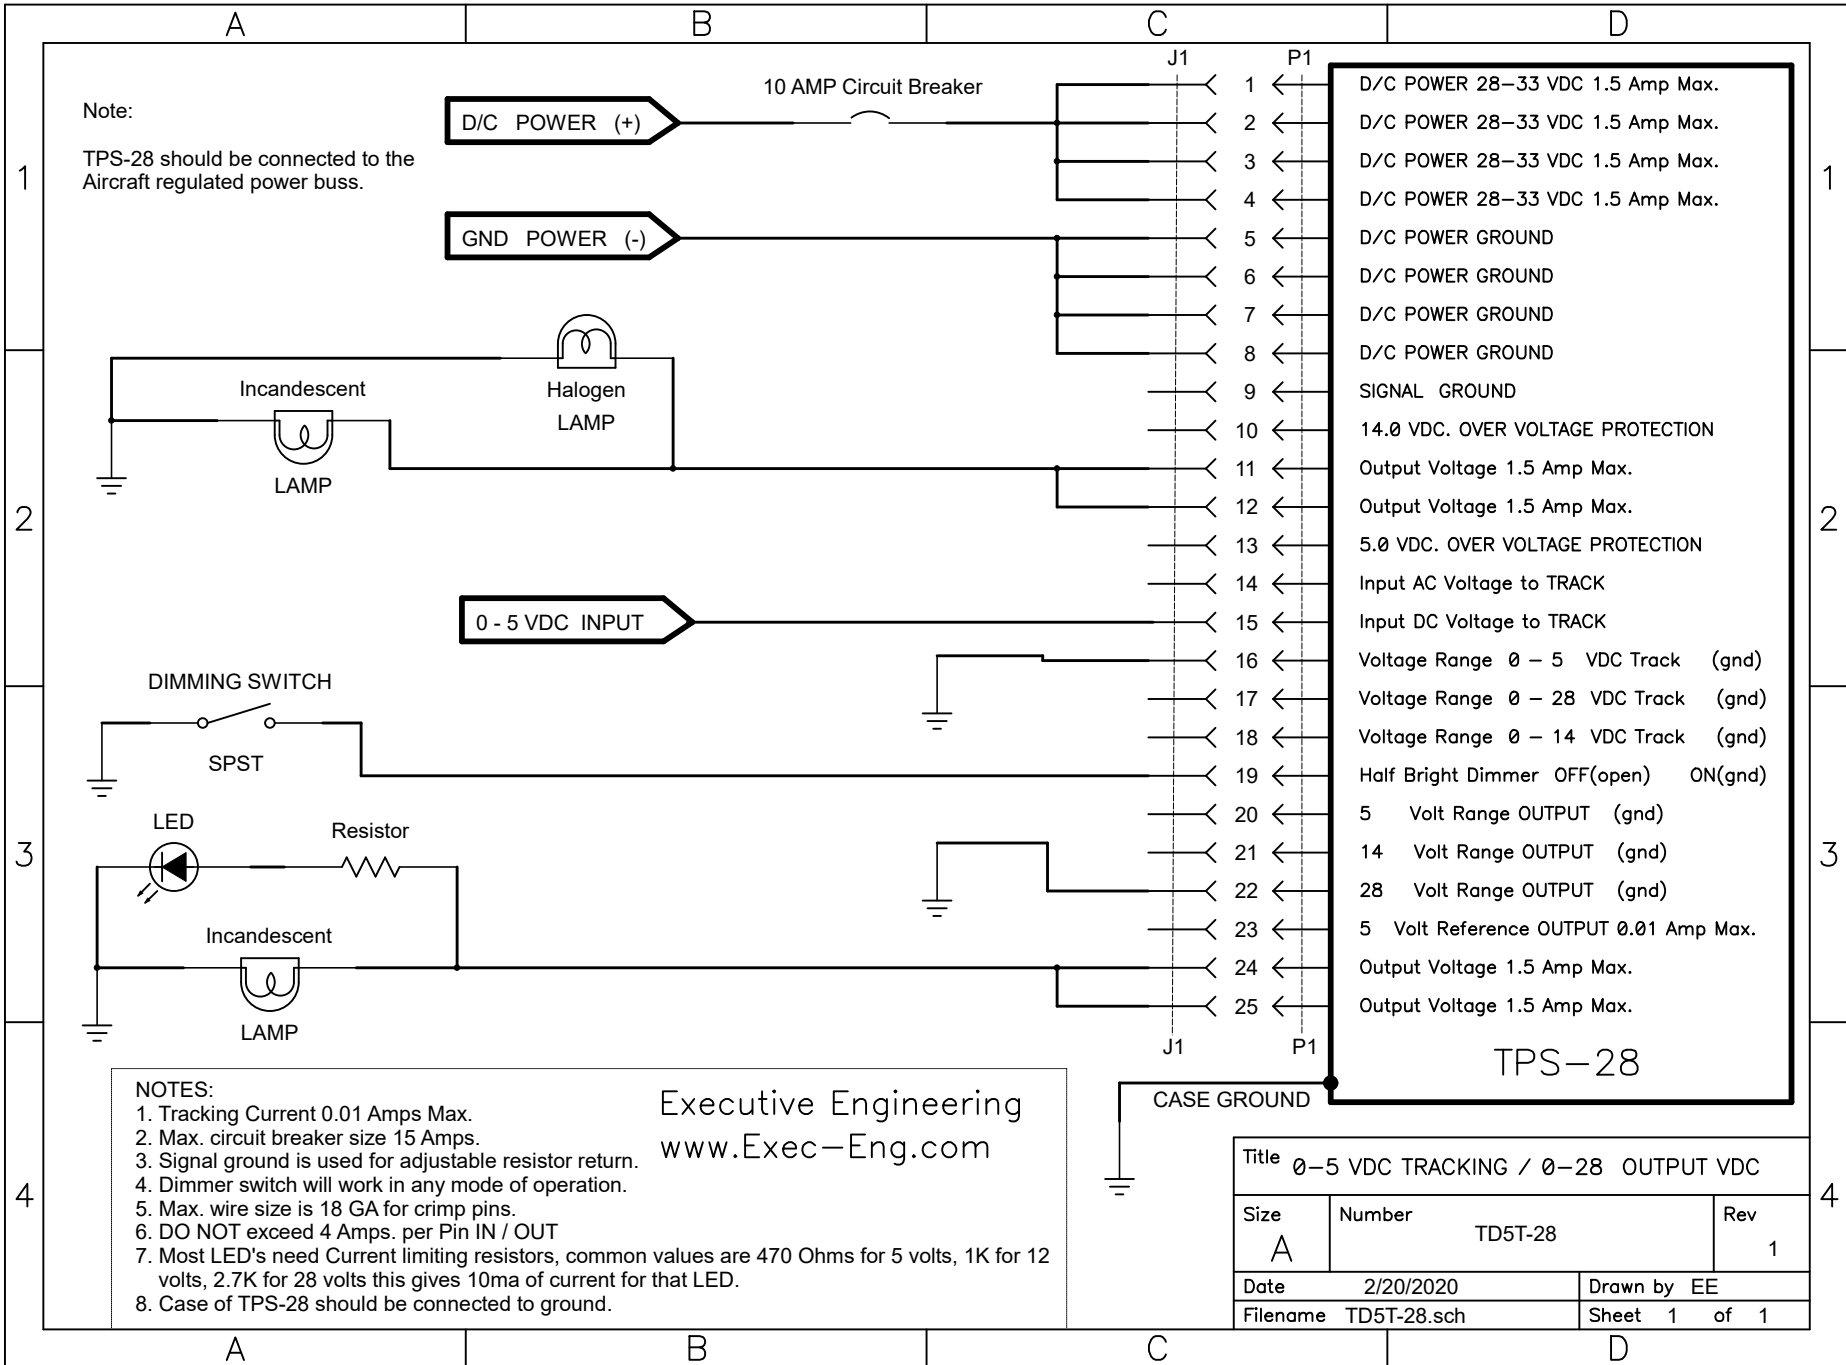 A B C D
Note:
TPS-28 should be connected to the
Aircraft regulated power buss.
D/C POWER (+)
10 AMP Circuit Breaker
GND POWER (-)
J1 P1
1 D/C POWER 28-33 VDC 1.5 Amp Max.
2 D/C POWER 28-33 VDC 1.5 Amp Max.
3 D/C POWER 28-33 VDC 1.5 Amp Max.
4 D/C POWER 28-33 VDC 1.5 Amp Max.
5 D/C POWER GROUND
6 D/C POWER GROUND
7 D/C POWER GROUND
8 D/C POWER GROUND
9 SIGNAL GROUND
10 14.0 VDC. OVER VOLTAGE PROTECTION
11 Output Voltage 1.5 Amp Max.
12 Output Voltage 1.5 Amp Max.
13 5.0 VDC. OVER VOLTAGE PROTECTION
14 Input AC Voltage to TRACK
15 Input DC Voltage to TRACK
16 Voltage Range 0 - 5 VDC Track (gnd)
17 Voltage Range 0 - 28 VDC Track (gnd)
18 Voltage Range 0 - 14 VDC Track (gnd)
19 Half Bright Dimmer OFF(open) ON(gnd)
20 5 Volt Range OUTPUT (gnd)
21 14 Volt Range OUTPUT (gnd)
22 28 Volt Range OUTPUT (gnd)
23 5 Volt Reference OUTPUT 0.01 Amp Max.
24 Output Voltage 1.5 Amp Max.
25 Output Voltage 1.5 Amp Max.
J1 P1
TPS-28
CASE GROUND
Halogen
LAMP
Incandescent
LAMP
0 - 5 VDC INPUT
DIMMING SWITCH
SPST
LED
Resistor
Incandescent
LAMP
1 1
2 2
3 3
4 4
NOTES:
1. Tracking Current 0.01 Amps Max.
2. Max. circuit breaker size 15 Amps.
3. Signal ground is used for adjustable resistor return.
4. Dimmer switch will work in any mode of operation.
5. Max. wire size is 18 GA for crimp pins.
6. DO NOT exceed 4 Amps. per Pin IN / OUT
7. Most LED's need Current limiting resistors, common values are 470 Ohms for 5 volts, 1K for 12
volts, 2.7K for 28 volts this gives 10ma of current for that LED.
8. Case of TPS-28 should be connected to ground.
Executive Engineering
www.Exec-Eng.com
Title 0-5 VDC TRACKING / 0-28 OUTPUT VDC
Size Number Rev
A TD5T-28 1
Date 2/20/2020 Drawn by EE
Filename TD5T-28.sch Sheet 1 of 1
A B C D